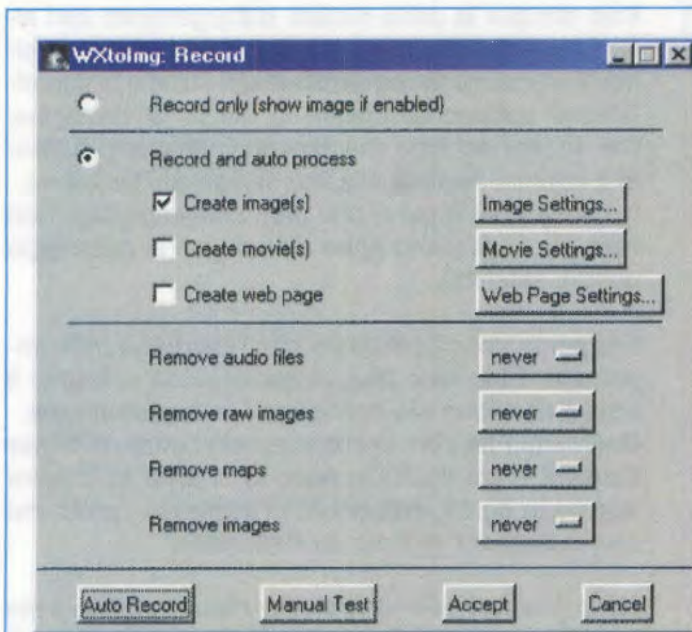 WXtoImg: Record
Record only (show image if enabled)
Record and auto process
Create image(s) Image Settings...
Create movie(s) Movie Settings...
Create web page Web Page Settings...
Remove audio files never
Remove raw images never
Remove maps never
Remove images never
Auto Record Manual Test Accept Cancel